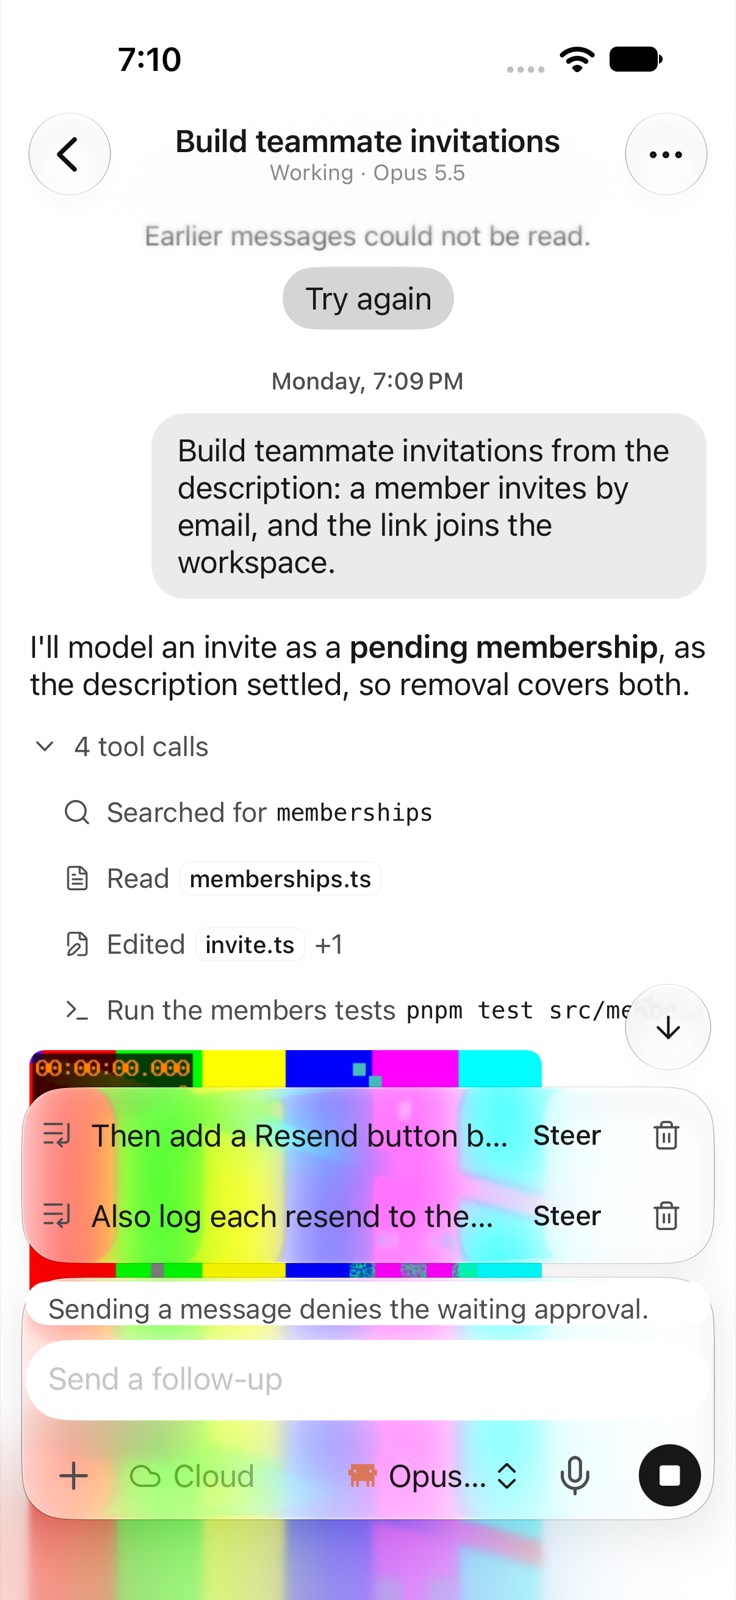 7:10
Build teammate invitations
Working · Opus 5.5
Earlier messages could not be read.
Try again
Monday, 7:09 PM
Build teammate invitations from the
description: a member invites by
email, and the link joins the
workspace.
I'll model an invite as a pending membership, as
the description settled, so removal covers both.
4 tool calls
Searched for memberships
Read memberships.ts
Edited invite.ts +1
Run the members tests pnpm test src/me
00:00:00.000
Then add a Resend button b... Steer
Also log each resend to the... Steer
Sending a message denies the waiting approval.
Send a follow-up
Cloud Opus...